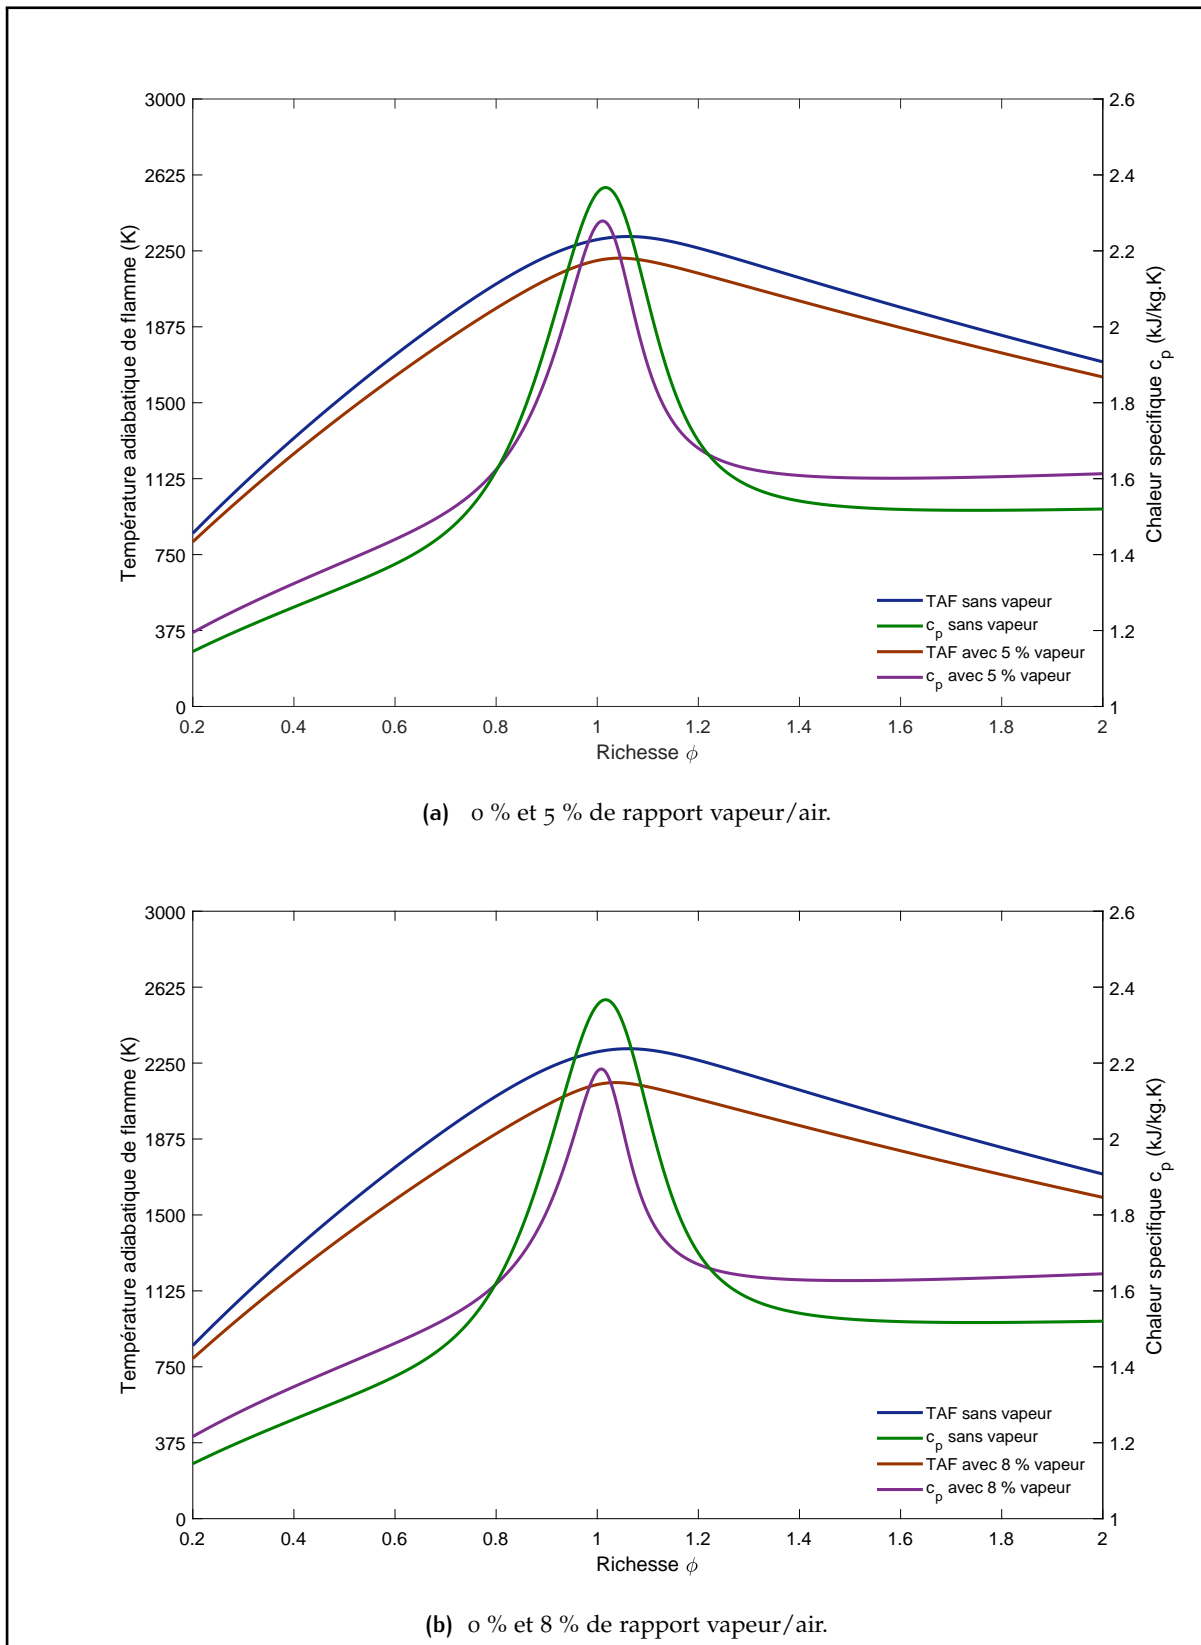 3000
2625
2250
1875
1500
1125
750
375
0
Température adiabatique de flamme (K)
2.6
2.4
2.2
2
1.8
1.6
1.4
1.2
1
Chaleur specifique c_p (kJ/kg.K)
TAF sans vapeur
c_p sans vapeur
TAF avec 5 % vapeur
c_p avec 5 % vapeur
0.2 0.4 0.6 0.8 1 1.2 1.4 1.6 1.8 2
Richesse ϕ
(a) 0 % et 5 % de rapport vapeur/air.
3000
2625
2250
1875
1500
1125
750
375
0
Température adiabatique de flamme (K)
2.6
2.4
2.2
2
1.8
1.6
1.4
1.2
1
Chaleur specifique c_p (kJ/kg.K)
TAF sans vapeur
c_p sans vapeur
TAF avec 8 % vapeur
c_p avec 8 % vapeur
0.2 0.4 0.6 0.8 1 1.2 1.4 1.6 1.8 2
Richesse ϕ
(b) 0 % et 8 % de rapport vapeur/air.